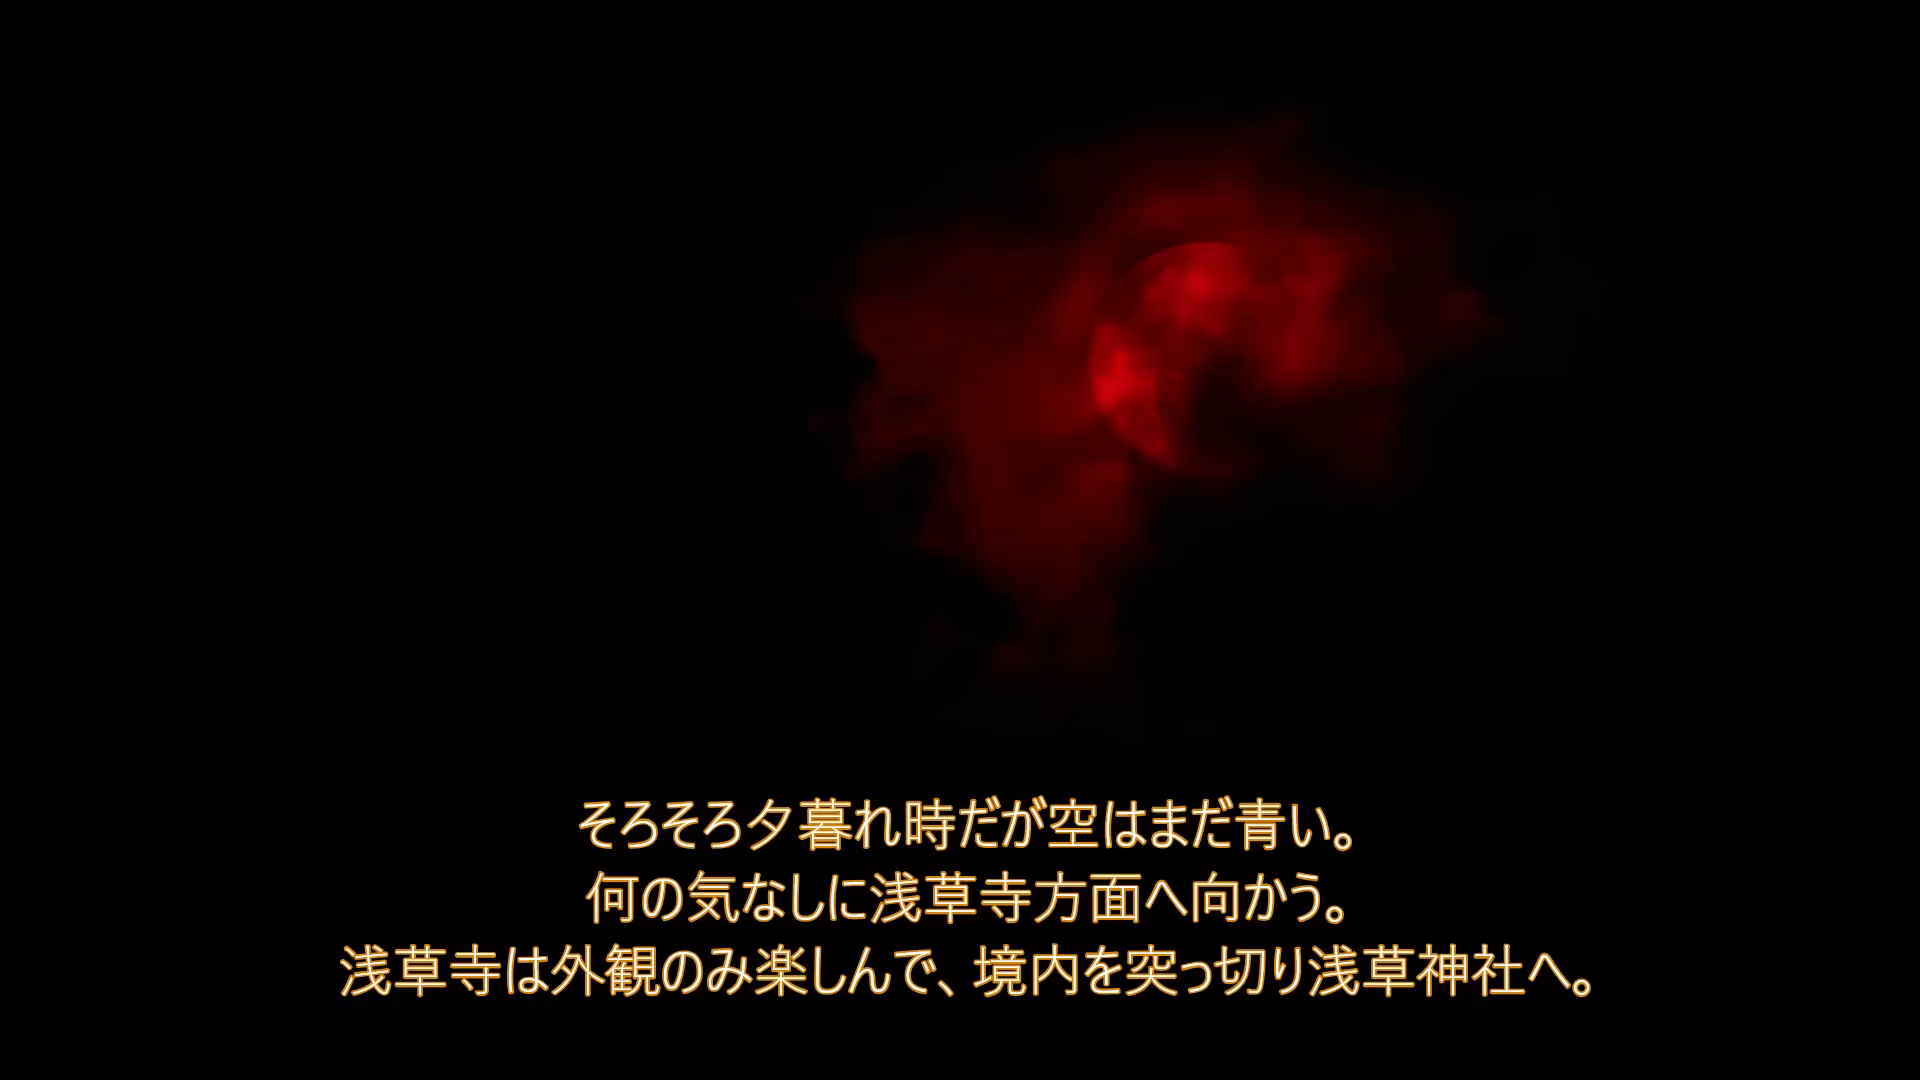 そろそろ夕暮れ時だが空はまだ青い。
何の気なしに浅草寺方面へ向かう。
浅草寺は外観のみ楽しんで、境内を突っ切り浅草神社へ。